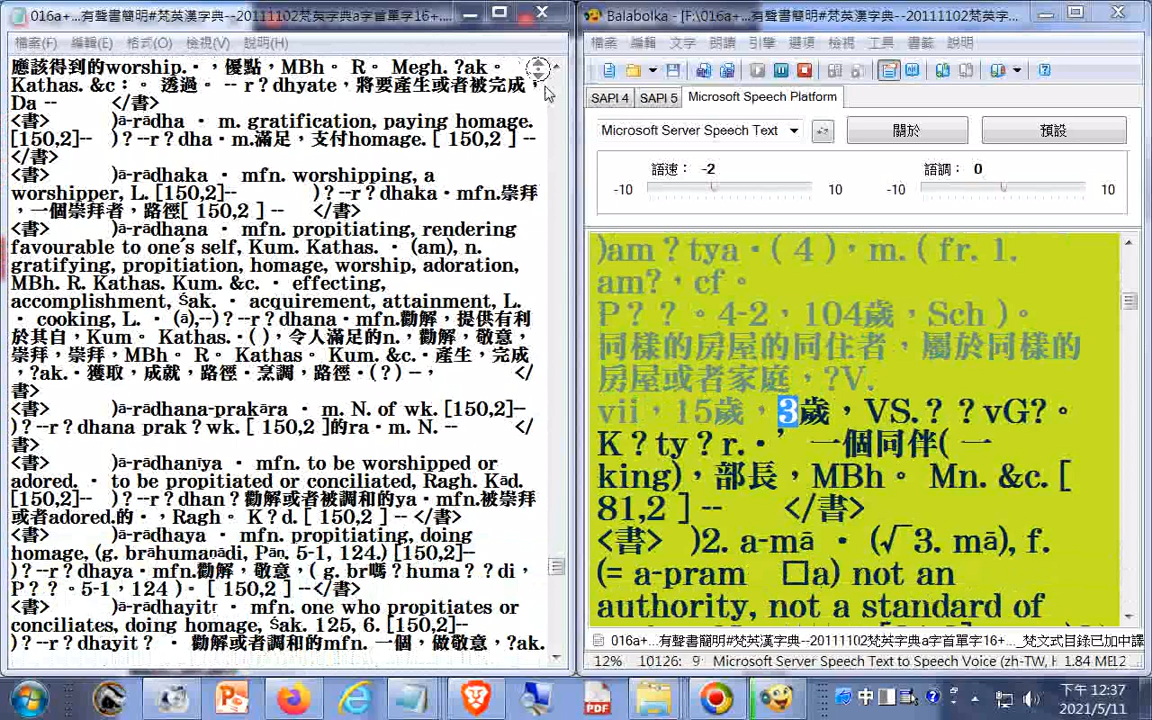 016a+...有聲書簡明#梵英漢字典--20111102梵英字典a字首單字16+...
檔案(F) 編輯(E) 格式(O) 檢視(V) 說明(H)
應該得到的worship.‧,優點,MBh。 R。 Megh. ?ak。
Kathas. &c:。透過。 -- r?dhyate,將要產生或者被完成,
Da -- </書>
<書> )ā-rādha ‧ m. gratification, paying homage.
[150,2]-- )?--r?dha‧m.滿足,支付homage. [ 150,2 ] --
</書>
<書> )ā-rādhaka ‧ mfn. worshipping, a
worshipper, L. [150,2]-- )?--r?dhaka‧mfn.崇拜
,一個崇拜者,路徑[ 150,2 ] -- </書>
<書> )ā-rādhana ‧ mfn. propitiating, rendering
favourable to one's self, Kum. Kathas. ‧ (am), n.
gratifying, propitiation, homage, worship, adoration,
MBh. R. Kathas. Kum. &c. ‧ effecting,
accomplishment, Śak. ‧ acquirement, attainment, L.
‧ cooking, L. ‧ (ā),--)?--r?dhana‧mfn.勸解,提供有利
於其自,Kum。 Kathas.‧( ),令人滿足的n.,勸解,敬意,
崇拜,崇拜,MBh。 R。 Kathas。 Kum. &c.‧產生,完成
,?ak.‧獲取,成就,路徑‧烹調,路徑‧(?)--, </
書>
<書> )ā-rādhana-prakāra ‧ m. N. of wk. [150,2]--
)?--r?dhana prak?wk. [ 150,2 ]的ra‧m. N. -- </
書>
<書> )ā-rādhanīya ‧ mfn. to be worshipped or
adored. ‧ to be propitiated or conciliated, Ragh. Kād.
[150,2]-- )?--r?dhan?勸解或者被調和的ya‧mfn.被崇拜
或者adored.的‧,Ragh。 K?d. [ 150,2 ] -- </書>
<書> )ā-rādhaya ‧ mfn. propitiating, doing
homage, (g. brāhumaṇādi, Pāṇ. 5-1, 124.) [150,2]--
)?--r?dhaya‧mfn.勸解,敬意,( g. br嗎?huma??di,
P??。5-1,124)。 [ 150,2 ] -- </書>
<書> )ā-rādhayitṛ ‧ mfn. one who propitiates or
conciliates, doing homage, Śak. 125, 6. [150,2]--
)?--r?dhayit? ‧ 勸解或者調和的mfn. 一個,做敬意,?ak.
Balabolka - [F:\016a+...有聲書簡明#梵英漢字典--20111102梵英字...
檔案 編輯 文字 朗讀 引擎 選項 檢視 工具 書籤 說明
SAPI 4 SAPI 5 Microsoft Speech Platform
Microsoft Server Speech Text 關於 預設
語速: -2 語調: 0
-10 10 -10 10
)am?tya‧( 4 ),m. ( fr. 1.
am?,cf。
P??。4-2,104歲,Sch )。
同樣的房屋的同住者,屬於同樣的
房屋或者家庭,?V.
vii,15歲,3歲,VS.??vG?。
K?ty?r.‧’ 一個同伴( 一
king),部長,MBh。 Mn. &c. [
81,2 ] -- </書>
<書> )2. a-mā ‧ (√3. mā), f.
(= a-pram □a) not an
authority, not a standard of
016a+...有聲書簡明#梵英漢字典--20111102梵英字典a字首單字16+..._梵文式目錄已加中譯
12% 10126: 9 Microsoft Server Speech Text to Speech Voice (zh-TW, H 1.84 ME12
中
下午 12:37
2021/5/11